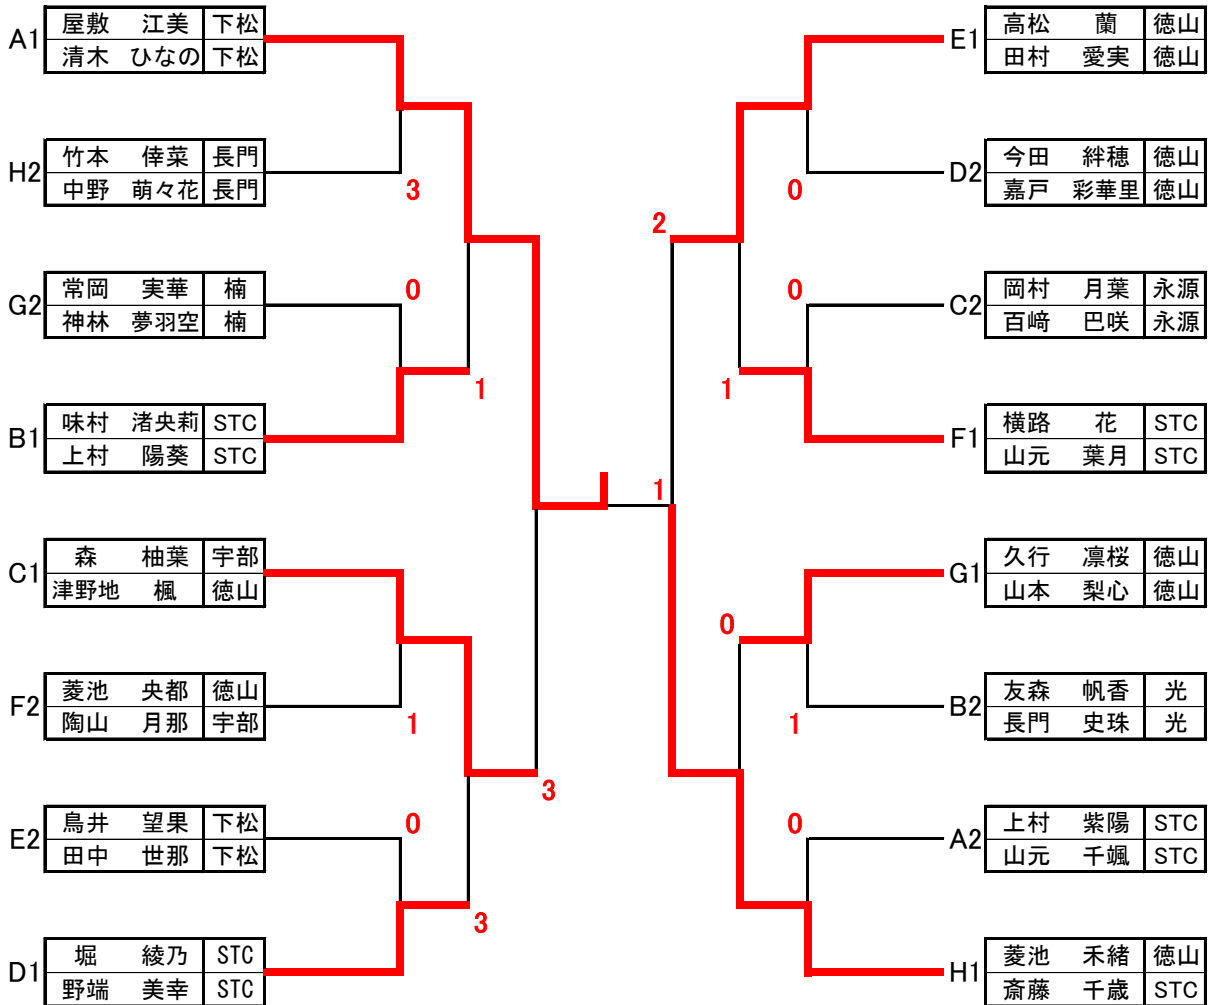 A1
屋敷 江美 下松
清木 ひなの 下松
H2
竹本 倖菜 長門
中野 萌々花 長門
3
G2
常岡 実華 楠
神林 夢羽空 楠
0
B1
味村 渚央莉 STC
上村 陽葵 STC
1
C1
森 柚葉 宇部
津野地 楓 徳山
F2
菱池 央都 徳山
陶山 月那 宇部
1
E2
鳥井 望果 下松
田中 世那 下松
0
3
D1
堀 綾乃 STC
野端 美幸 STC
3
E1
高松 蘭 徳山
田村 愛実 徳山
D2
今田 絆穂 徳山
嘉戸 彩華里 徳山
0
2
C2
岡村 月葉 永源
百﨑 巴咲 永源
0
F1
横路 花 STC
山元 葉月 STC
1
1
G1
久行 凛桜 徳山
山本 梨心 徳山
0
B2
友森 帆香 光
長門 史珠 光
1
A2
上村 紫陽 STC
山元 千颯 STC
0
H1
菱池 禾緒 徳山
斎藤 千歳 STC